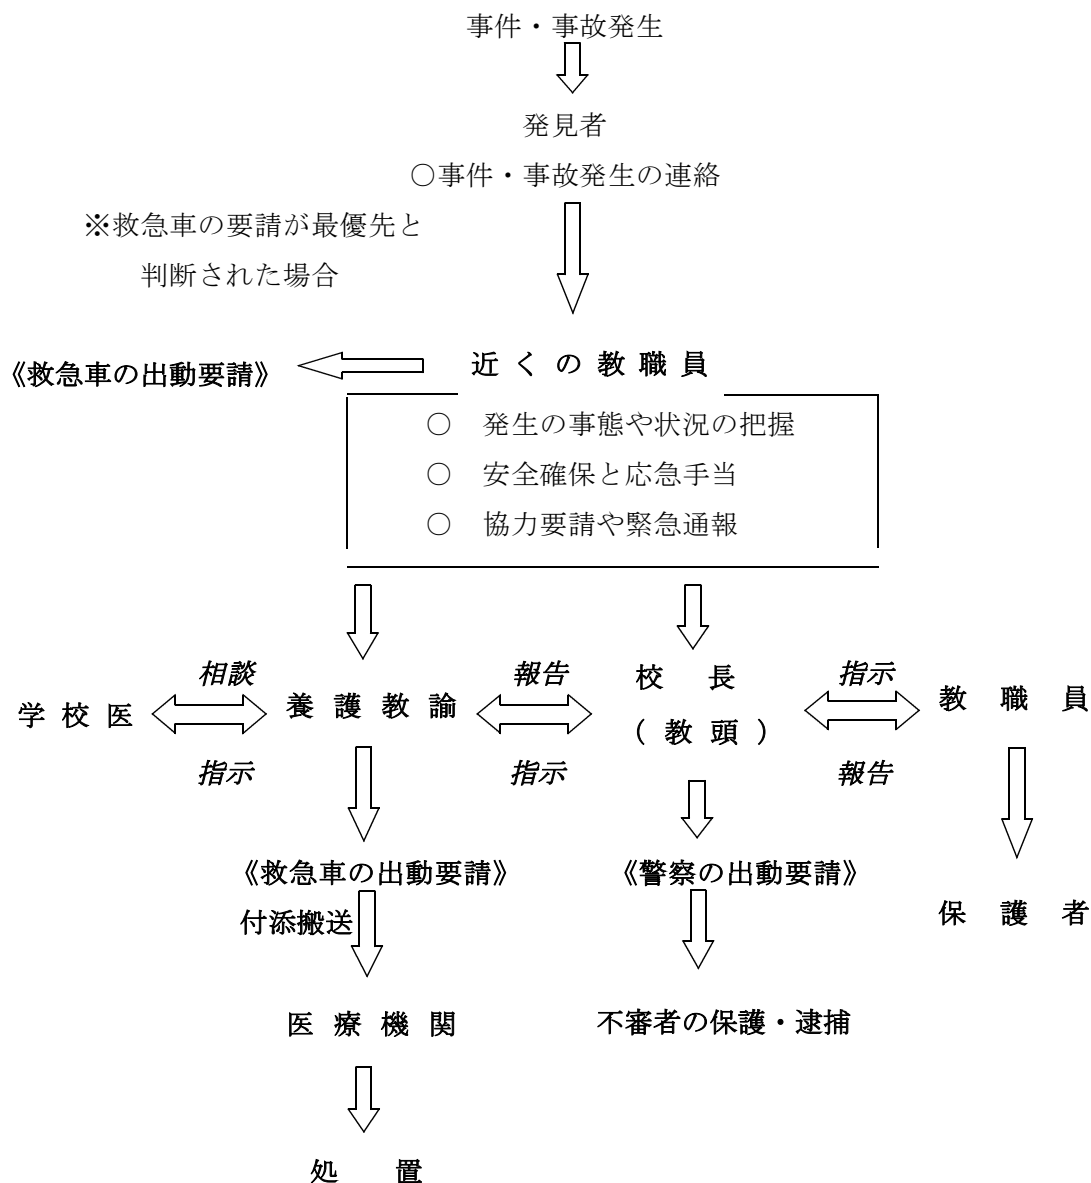 事件・事故発生
発見者
○事件・事故発生の連絡
※救急車の要請が最優先と
判断された場合
《救急車の出動要請》
近くの教職員
○ 発生の事態や状況の把握
○ 安全確保と応急手当
○ 協力要請や緊急通報
相談
報告
校長
指示
学校医
養護教諭
教職員
(教頭)
指示
指示
報告
《救急車の出動要請》
《警察の出動要請》
付添搬送
保護者
医療機関
不審者の保護・逮捕
処置